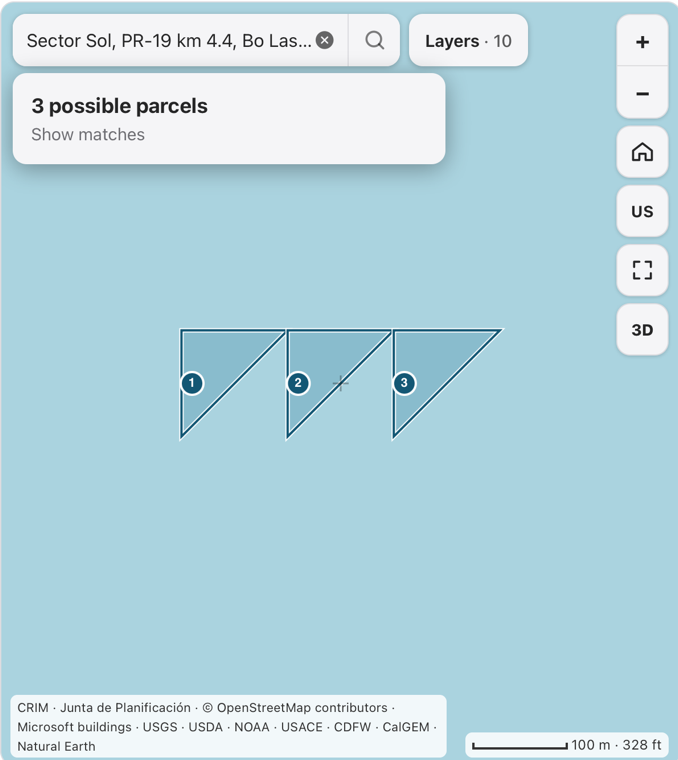 Sector Sol, PR-19 km 4.4, Bo Las...
Layers · 10
+
−
3 possible parcels
Show matches
US
3D
1
2
3
CRIM · Junta de Planificación · © OpenStreetMap contributors ·
Microsoft buildings · USGS · USDA · NOAA · USACE · CDFW · CalGEM ·
Natural Earth
100 m · 328 ft